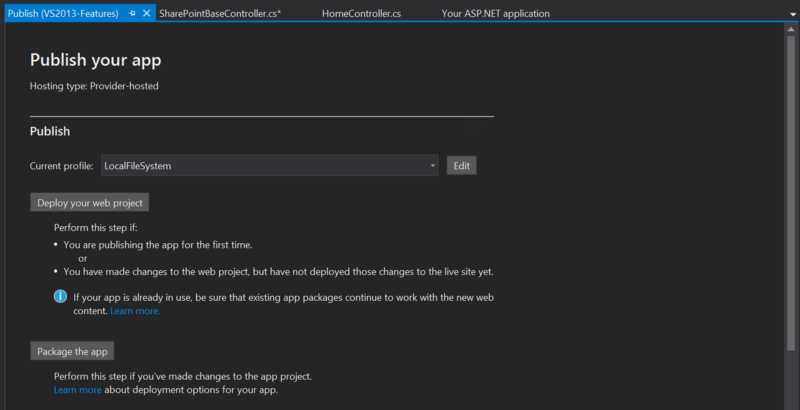 Publish (VS2013-Features) SharePointBaseController.cs* HomeController.cs Your ASP.NET application
Publish your app
Hosting type: Provider-hosted
Publish
Current profile: LocalFileSystem Edit
Deploy your web project
Perform this step if:
• You are publishing the app for the first time.
or
• You have made changes to the web project, but have not deployed those changes to the live site yet.
If your app is already in use, be sure that existing app packages continue to work with the new web
content. Learn more.
Package the app
Perform this step if you've made changes to the app project.
Learn more about deployment options for your app.